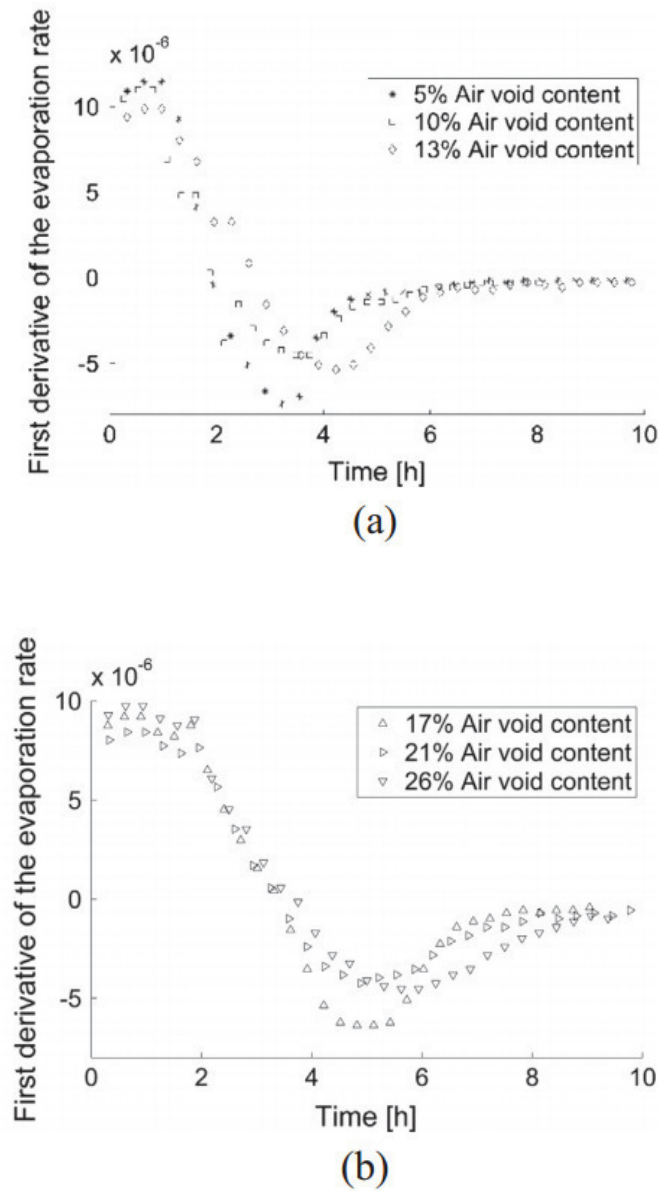 x 10-6
First derivative of the evaporation rate
10
5
0
-5
* 5% Air void content
∟ 10% Air void content
◇ 13% Air void content
0 2 4 6 8 10
Time [h]
(a)
x 10-6
First derivative of the evaporation rate
10
5
0
-5
△ 17% Air void content
▷ 21% Air void content
▽ 26% Air void content
0 2 4 6 8 10
Time [h]
(b)